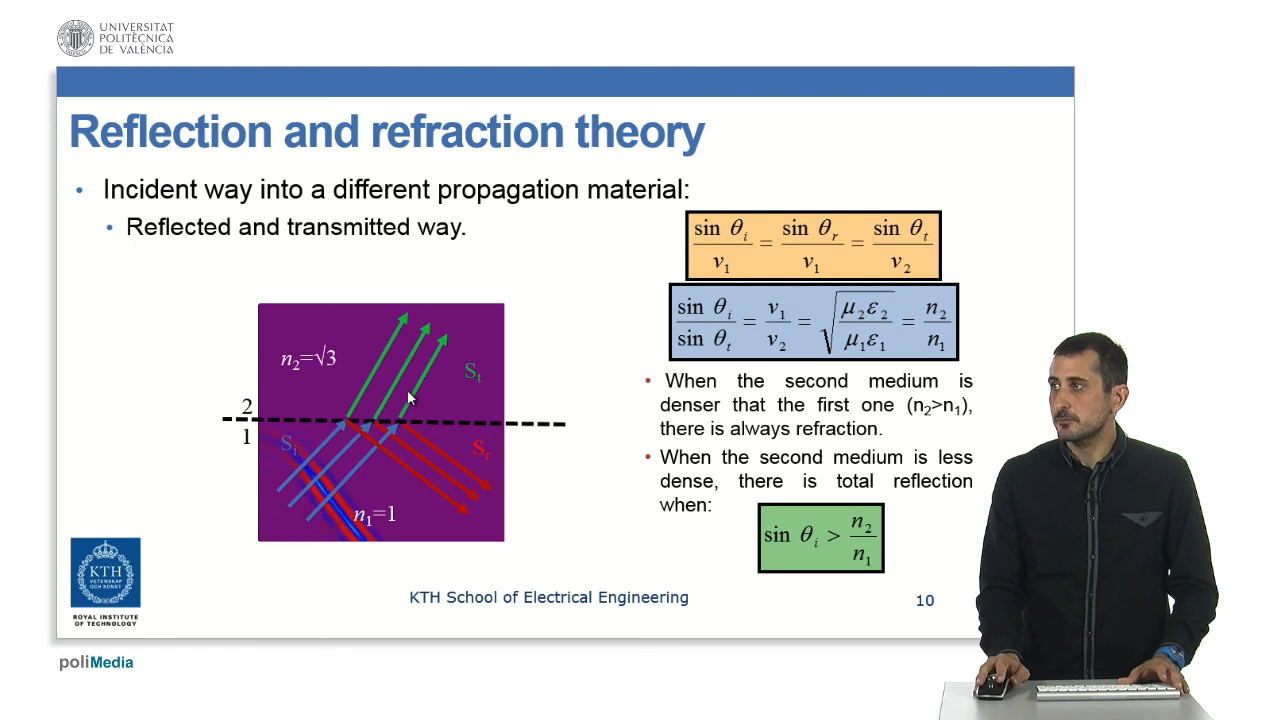 UNIVERSITAT
POLITÈCNICA
DE VALÈNCIA
Reflection and refraction theory
• Incident way into a different propagation material:
• Reflected and transmitted way.
sin θi / v1 = sin θr / v1 = sin θt / v2
sin θi / sin θt = v1 / v2 = √(μ2ε2 / μ1ε1) = n2 / n1
n2=√3
St
2
1
Si
Sr
n1=1
• When the second medium is
denser that the first one (n2>n1),
there is always refraction.
• When the second medium is less
dense, there is total reflection
when:
sin θi > n2 / n1
KTH
VETENSKAP
OCH KONST
ROYAL INSTITUTE
OF TECHNOLOGY
KTH School of Electrical Engineering
10
poliMedia